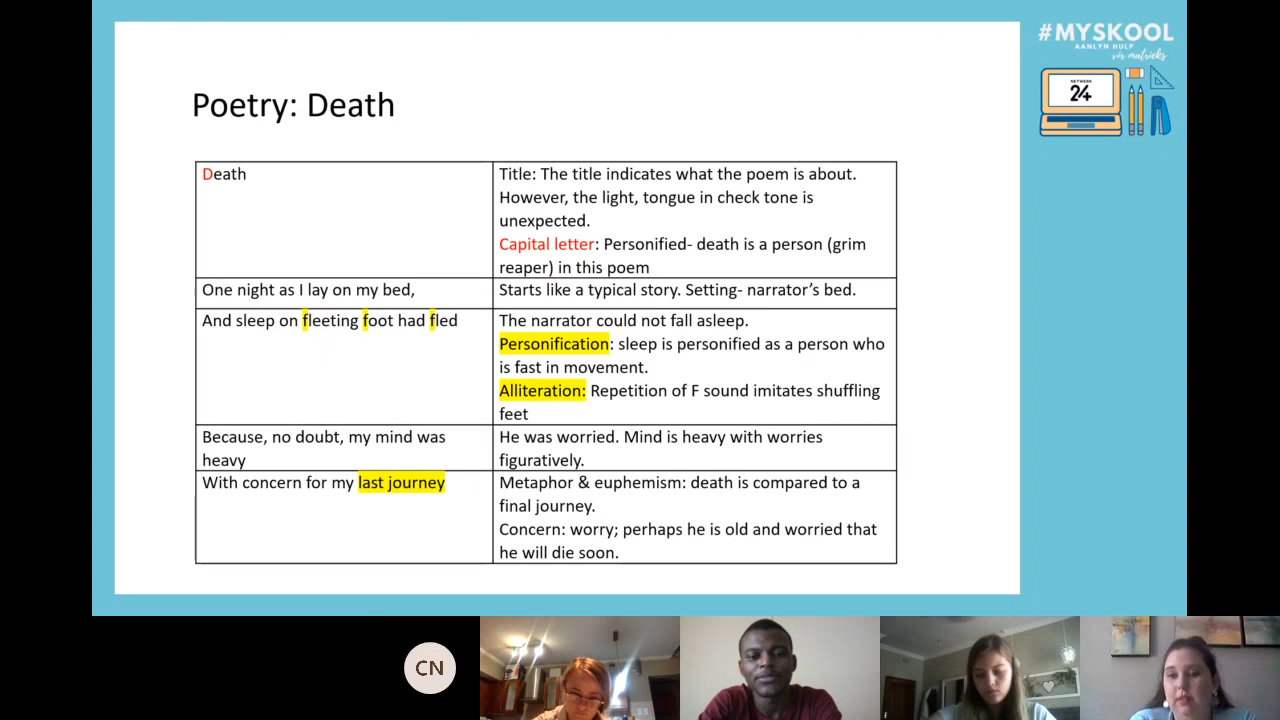 #MYSKOOL
AANLYN HULP
vir matrieks
NETWERK
24
Poetry: Death
Death
Title: The title indicates what the poem is about.
However, the light, tongue in check tone is
unexpected.
Capital letter: Personified- death is a person (grim
reaper) in this poem
One night as I lay on my bed,
Starts like a typical story. Setting- narrator's bed.
And sleep on fleeting foot had fled
The narrator could not fall asleep.
Personification: sleep is personified as a person who
is fast in movement.
Alliteration: Repetition of F sound imitates shuffling
feet
Because, no doubt, my mind was
heavy
He was worried. Mind is heavy with worries
figuratively.
With concern for my last journey
Metaphor & euphemism: death is compared to a
final journey.
Concern: worry; perhaps he is old and worried that
he will die soon.
CN